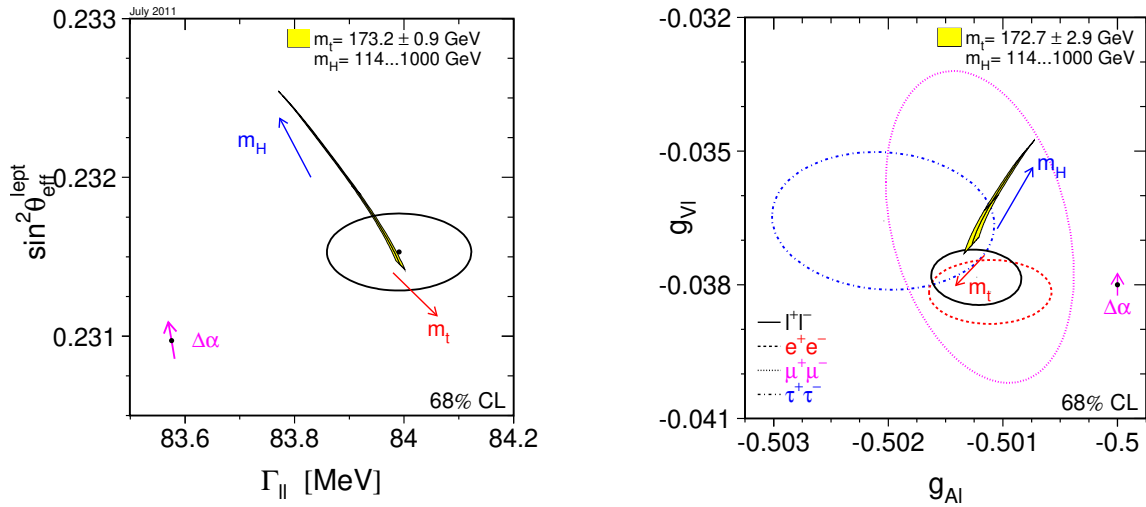 July 2011
0.233
0.232
0.231
sin²θ_eff^lept
m_t= 173.2 ± 0.9 GeV
m_H= 114...1000 GeV
m_H
m_t
Δα
68% CL
83.6 83.8 84 84.2
Γ_ll [MeV]
-0.032
-0.035
-0.038
-0.041
g_Vl
m_t= 172.7 ± 2.9 GeV
m_H= 114...1000 GeV
m_H
m_t
Δα
l⁺l⁻
e⁺e⁻
μ⁺μ⁻
τ⁺τ⁻
68% CL
-0.503 -0.502 -0.501 -0.5
g_Al